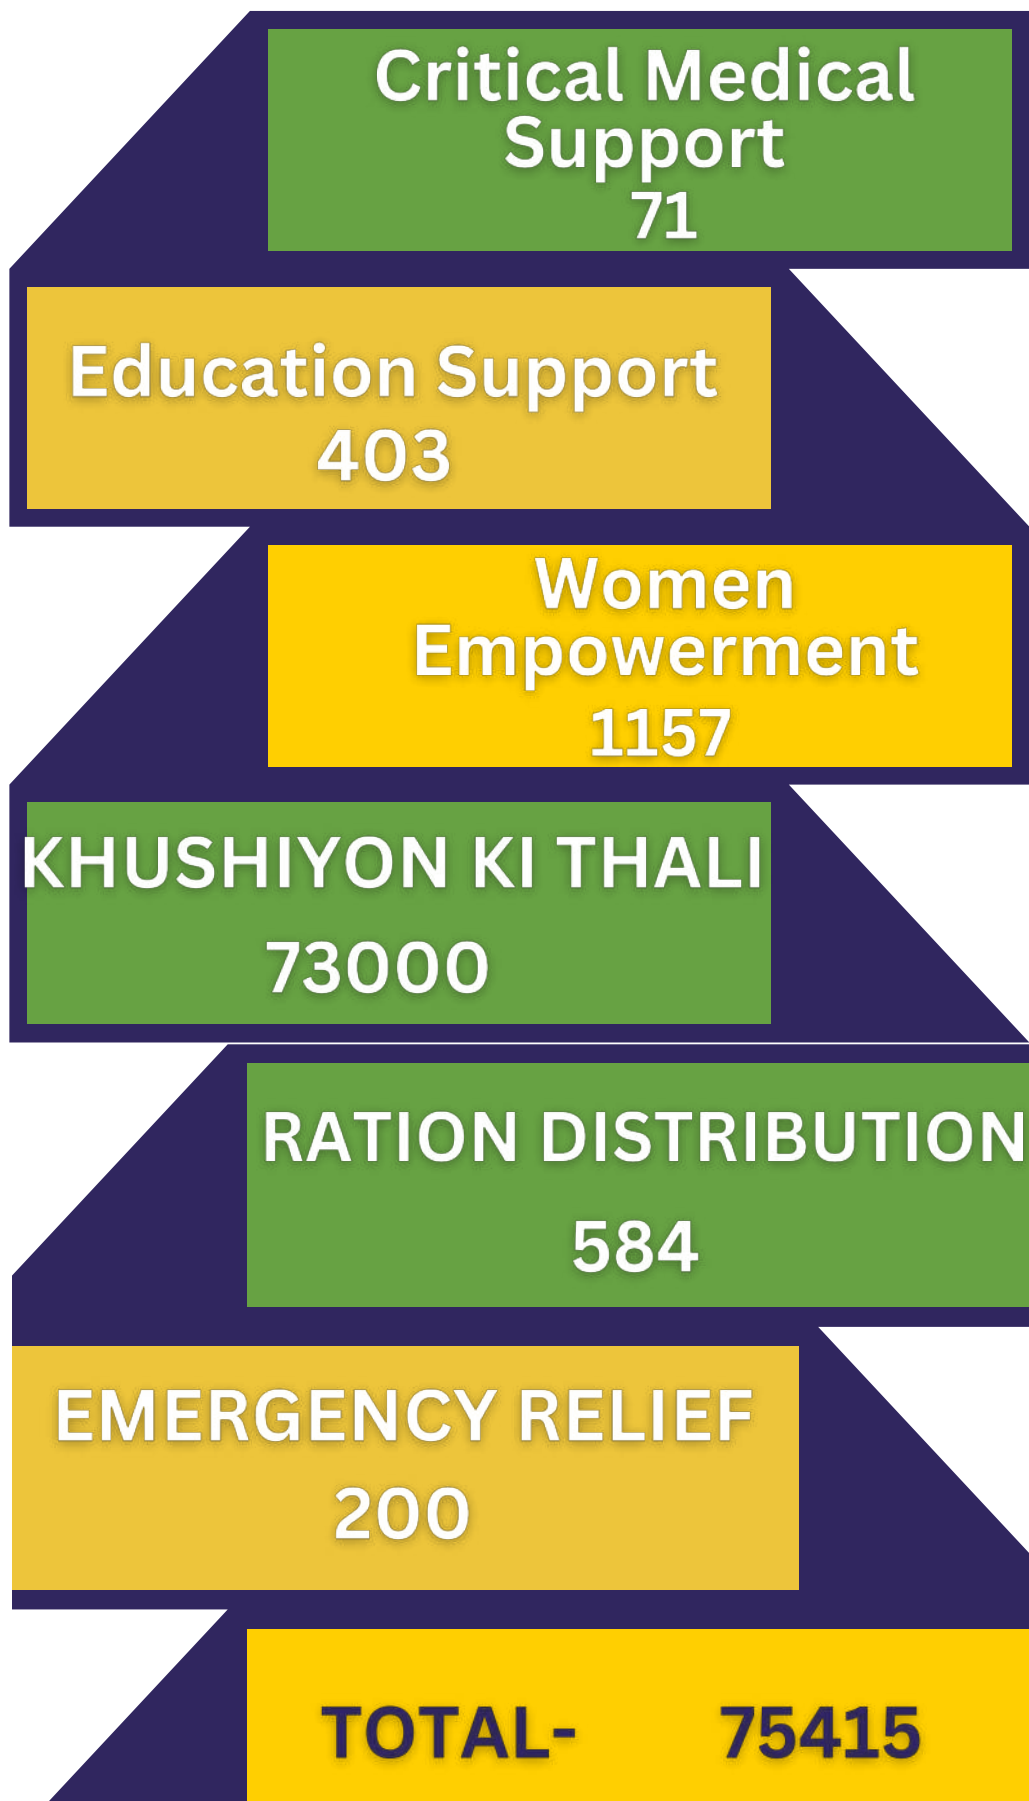 Critical Medical
Support
71
Education Support
403
Women
Empowerment
1157
KHUSHIYON KI THALI
73000
RATION DISTRIBUTION
584
EMERGENCY RELIEF
200
TOTAL- 75415